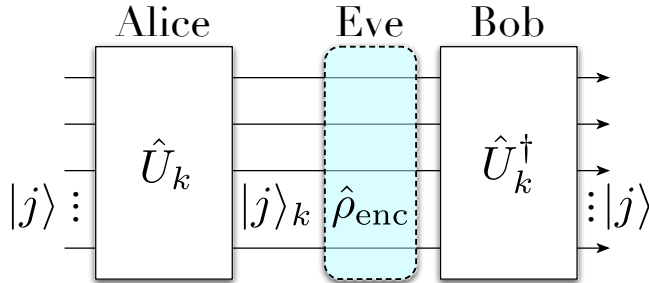 Alice Eve Bob
Û_k Û_k^†
|j⟩ ⋮ |j⟩_k ρ̂_enc ⋮ |j⟩